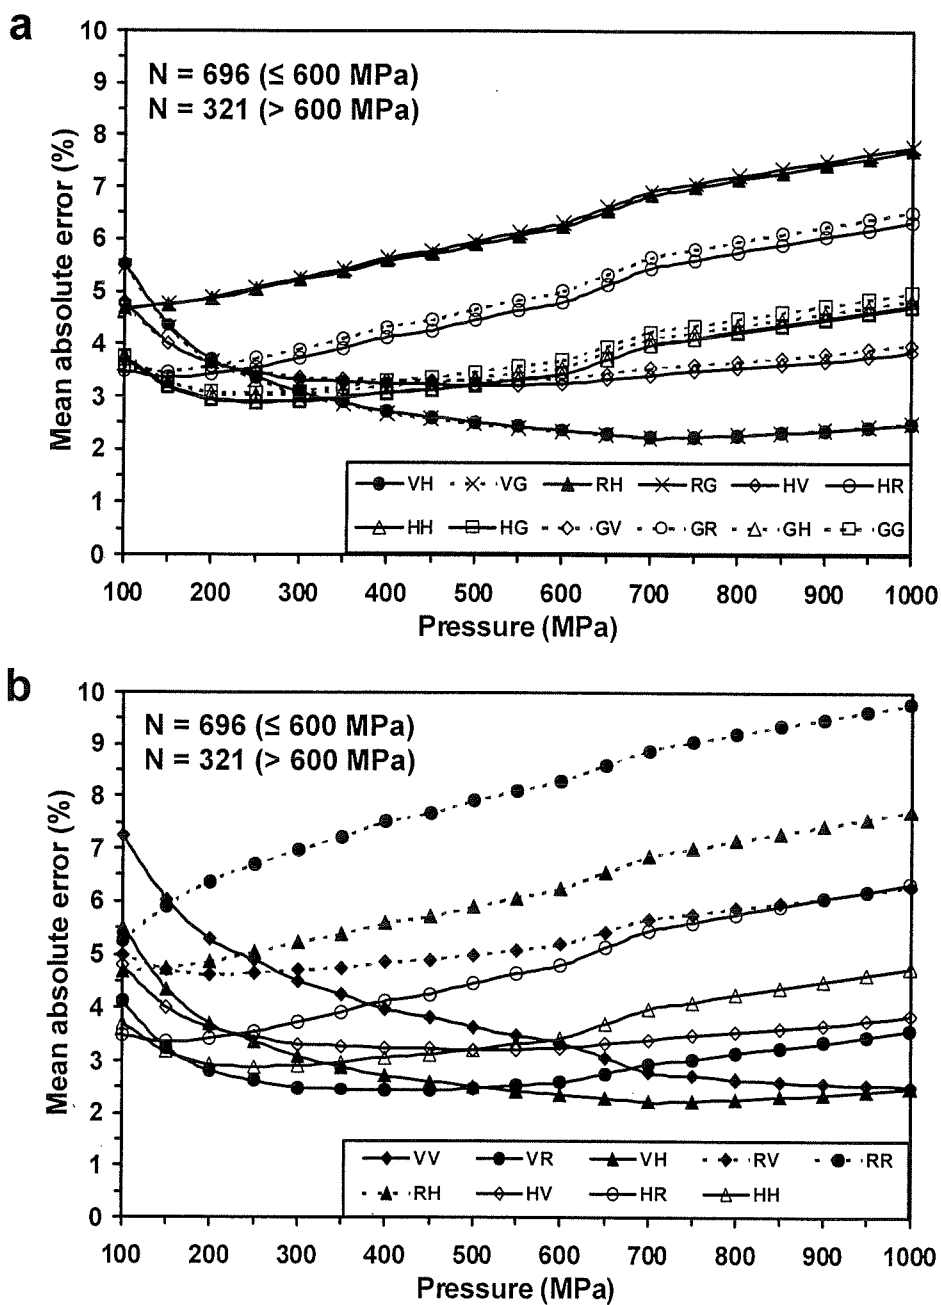 a
10
9
8
7
6
5
4
3
2
1
0
Mean absolute error (%)
N = 696 (≤ 600 MPa)
N = 321 (> 600 MPa)
VH VG RH RG HV HR
HH HG GV GR GH GG
100 200 300 400 500 600 700 800 900 1000
Pressure (MPa)
b
10
9
8
7
6
5
4
3
2
1
0
Mean absolute error (%)
N = 696 (≤ 600 MPa)
N = 321 (> 600 MPa)
VV VR VH RV RR
RH HV HR HH
100 200 300 400 500 600 700 800 900 1000
Pressure (MPa)